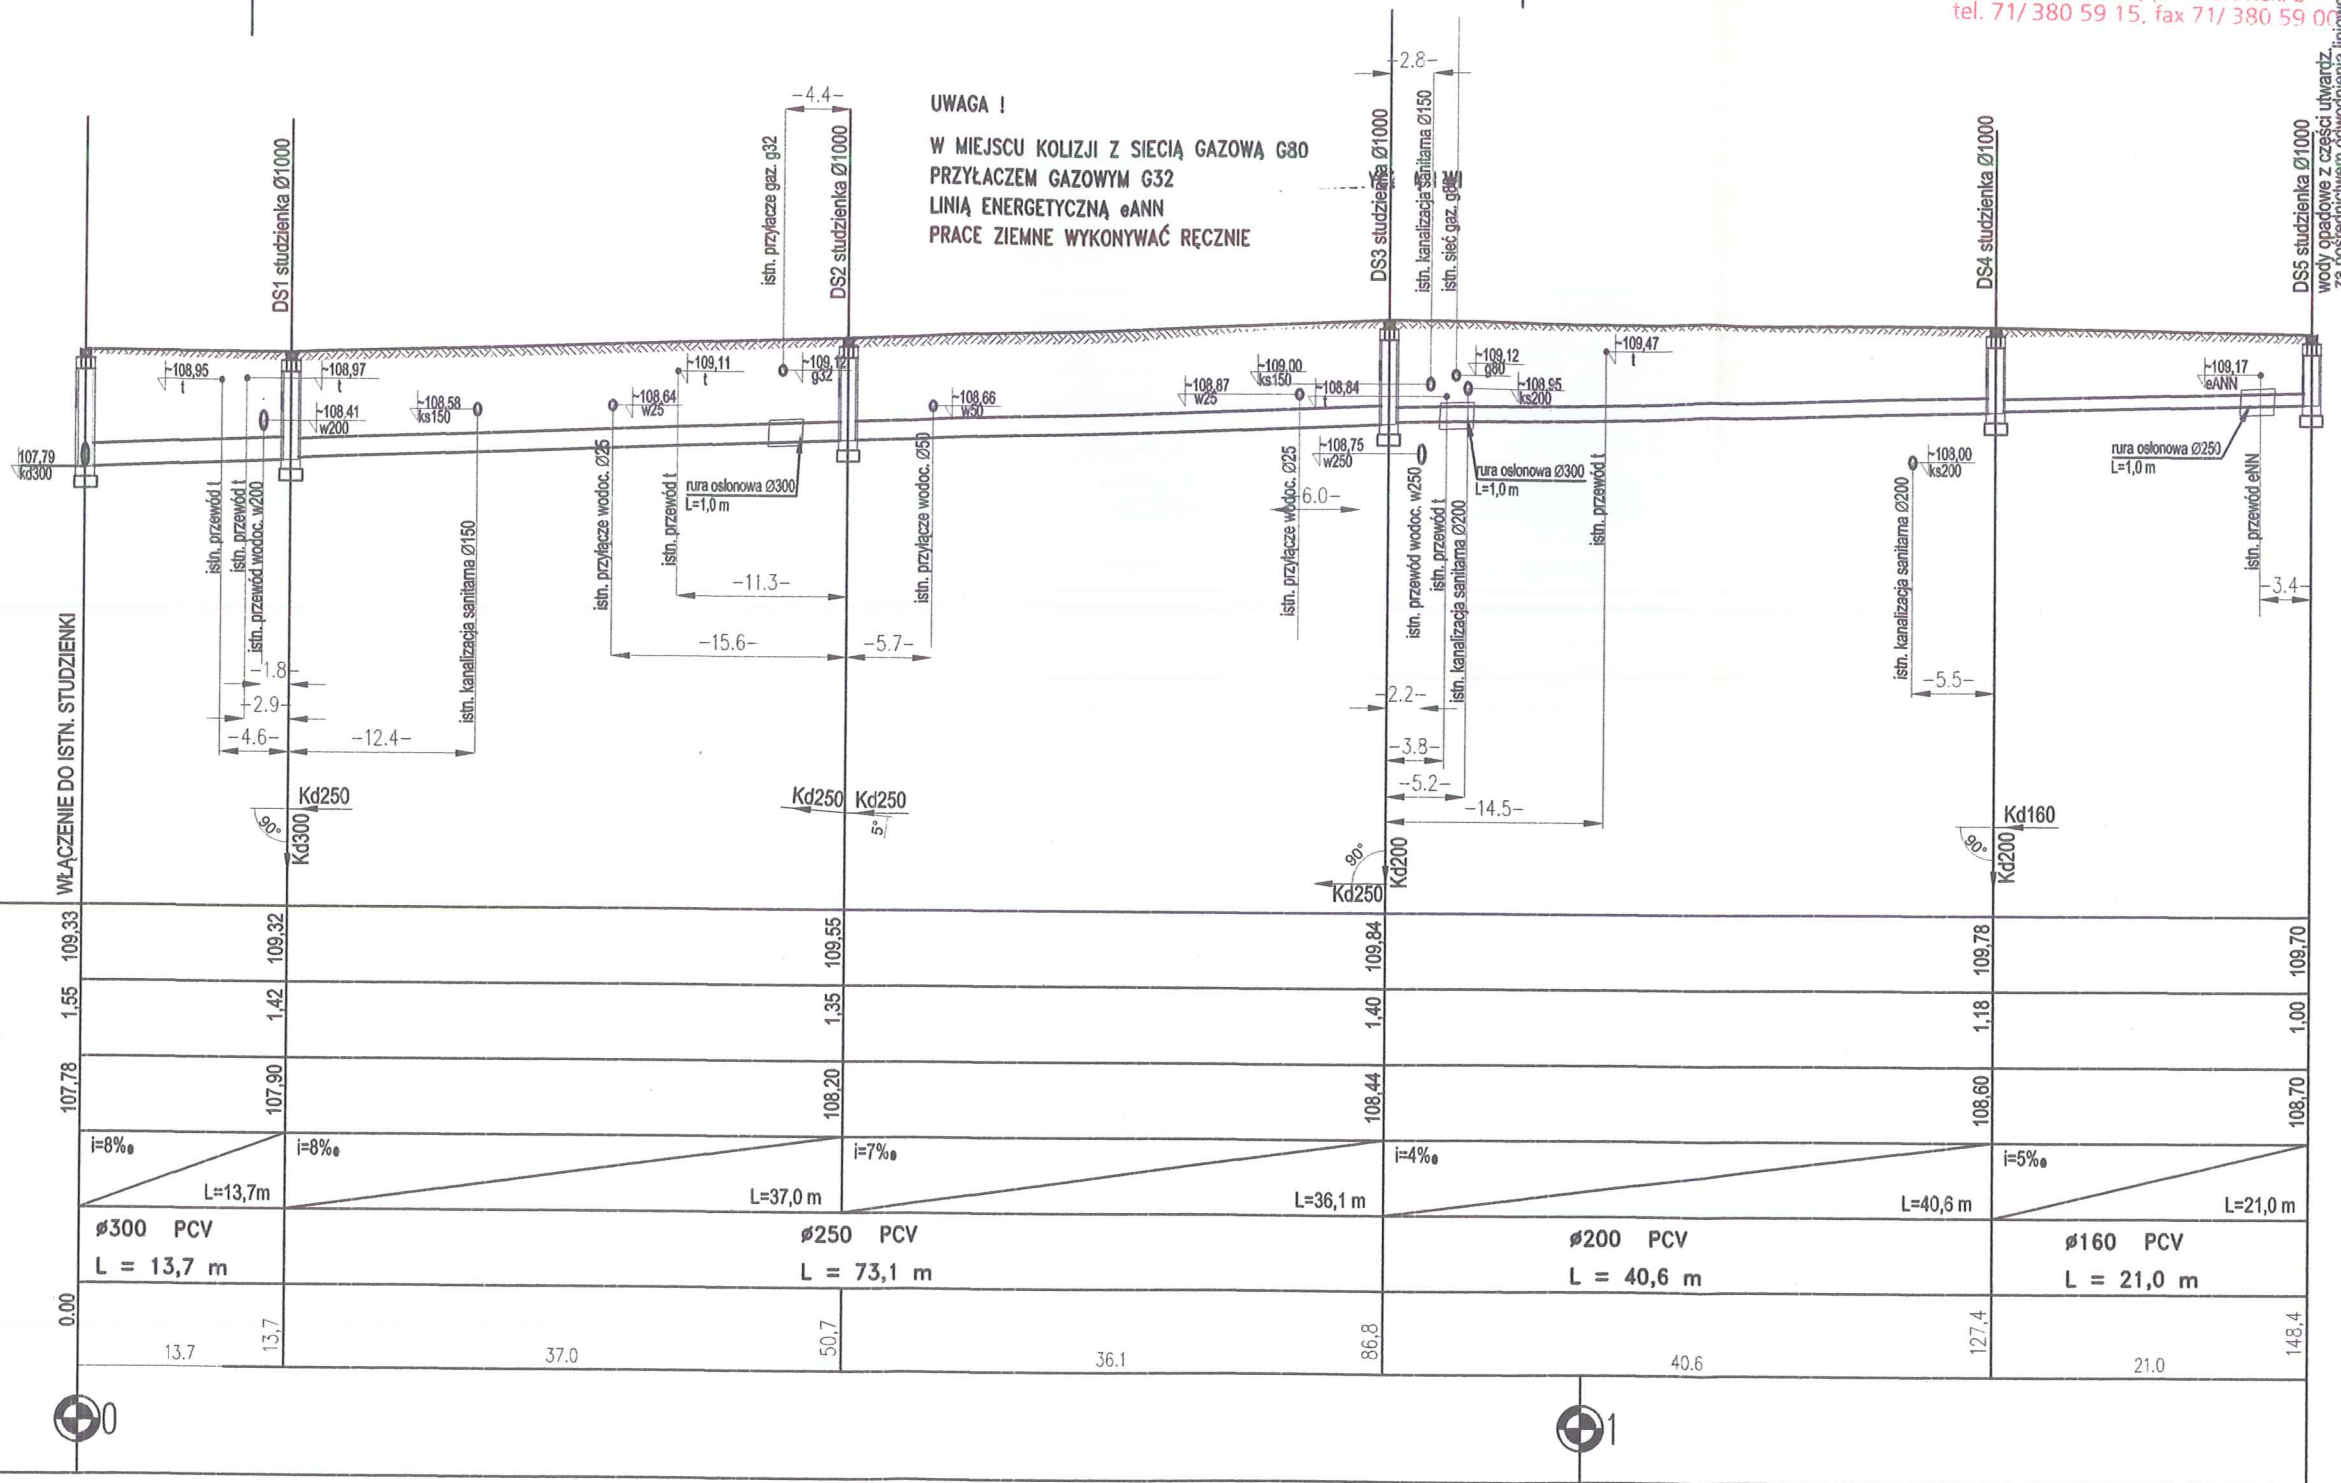 tel. 71/ 380 59 15, fax 71/ 380 59 00
UWAGA !
W MIEJSCU KOLIZJI Z SIECIĄ GAZOWĄ G80
PRZYŁACZEM GAZOWYM G32
LINIĄ ENERGETYCZNĄ eANN
PRACE ZIEMNE WYKONYWAĆ RĘCZNIE
DS1 studzienka Ø1000
istn. przyłacze gaz. g32
-4.4-
DS2 studzienka Ø1000
DS3 studzienka Ø1000
-2.8-
istn. kanalizacja sanitarna Ø150
istn. sieć gaz. g80
DS4 studzienka Ø1000
DS5 studzienka Ø1000
wody opadowe z części utwardz.
za pośrednictwem odwodnienia
107,79
kd300
~108,95
t
~108,97
t
~108,41
w200
~108,58
ks150
~108,64
w25
~109,11
t
~109,12
g32
~108,66
w50
~108,87
w25
~109,00
ks150
~108,84
t
~108,75
w250
~109,12
g80
~108,95
ks200
~109,47
t
~108,00
ks200
~109,17
eANN
rura osłonowa Ø300
L=1,0 m
rura osłonowa Ø300
L=1,0 m
rura osłonowa Ø250
L=1,0 m
WŁĄCZENIE DO ISTN. STUDZIENKI
istn. przewód t
istn. przewód t
istn. przewód wodoc. w200
istn. kanalizacja sanitarna Ø150
istn. przyłącze wodoc. Ø25
istn. przewód t
istn. przyłącze wodoc. Ø50
istn. przyłącze wodoc. Ø25
istn. przewód wodoc. w250
istn. przewód t
istn. kanalizacja sanitarna Ø200
istn. przewód t
istn. kanalizacja sanitarna Ø200
istn. przewód eNN
-1.8-
-2.9-
-4.6-
-12.4-
-11.3-
-15.6-
-5.7-
-6.0-
-2.2-
-3.8-
-5.2-
-14.5-
-5.5-
-3.4-
Kd250
90°
Kd300
Kd250
Kd250
5°
90°
Kd200
Kd250
Kd160
90°
Kd200
109,33
109,32
109,55
109,84
109,78
109,70
1,55
1,42
1,35
1,40
1,18
1,00
107,78
107,90
108,20
108,44
108,60
108,70
i=8‰
i=8‰
i=7‰
i=4‰
i=5‰
L=13,7m
L=37,0 m
L=36,1 m
L=40,6 m
L=21,0 m
ø300 PCV
L = 13,7 m
ø250 PCV
L = 73,1 m
ø200 PCV
L = 40,6 m
ø160 PCV
L = 21,0 m
0.00
13,7
50,7
86,8
127,4
148,4
13.7
37.0
36.1
40.6
21.0
0
1